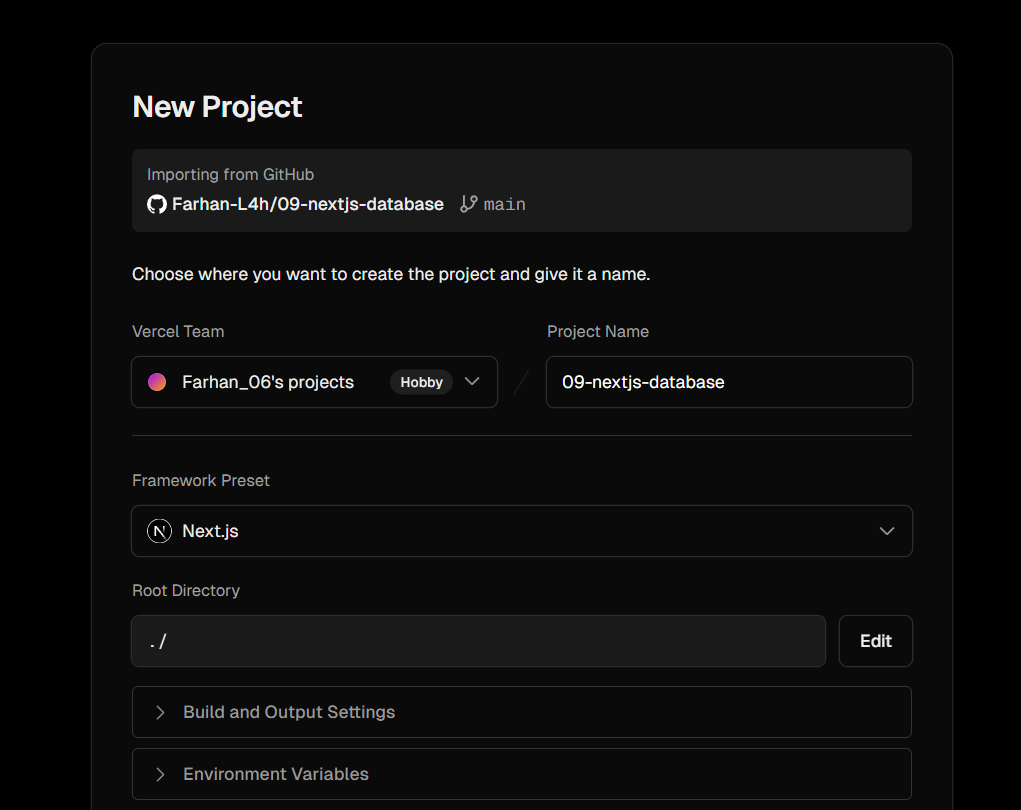 New Project
Importing from GitHub
Farhan-L4h/09-nextjs-database main
Choose where you want to create the project and give it a name.
Vercel Team
Project Name
Farhan_06's projects Hobby
/
09-nextjs-database
Framework Preset
Next.js
Root Directory
./
Edit
Build and Output Settings
Environment Variables